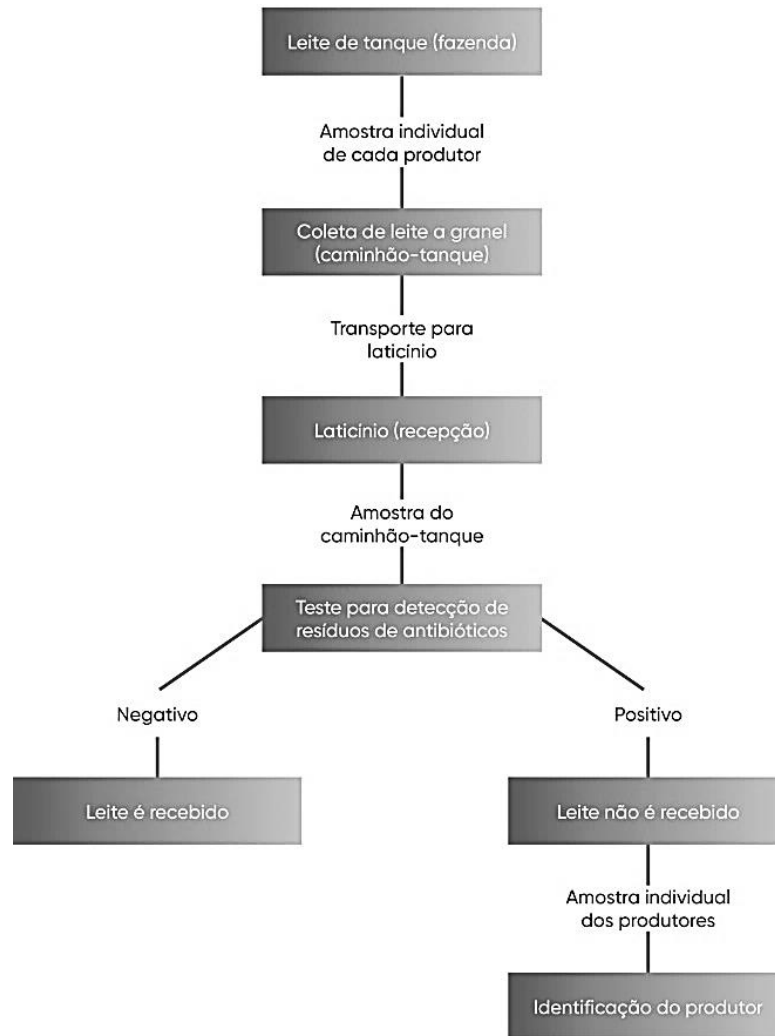 Leite de tanque (fazenda)
Amostra individual
de cada produtor
Coleta de leite a granel
(caminhão-tanque)
Transporte para
laticínio
Laticínio (recepção)
Amostra do
caminhão-tanque
Teste para detecção de
resíduos de antibióticos
Negativo
Positivo
Leite é recebido
Leite não é recebido
Amostra individual
dos produtores
Identificação do produtor